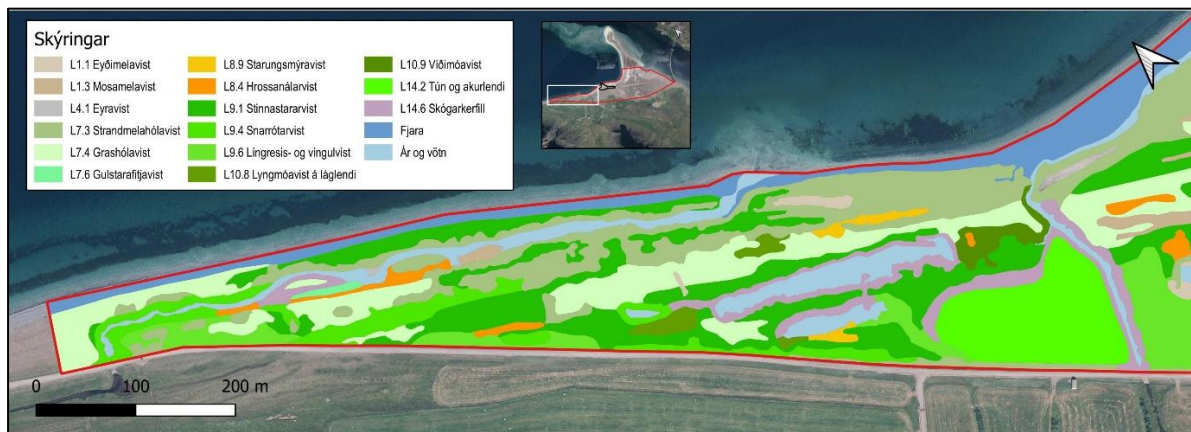 Skýringar
L1.1 Eyðimelavist
L1.3 Mosamelavist
L4.1 Eyravist
L7.3 Strandmelahólavist
L7.4 Grashólavist
L7.6 Gulstarafitjavist
L8.9 Starungsmýravist
L8.4 Hrossanálarvist
L9.1 Stinnastararvist
L9.4 Snarrótarvist
L9.6 Língresis- og vingulvist
L10.8 Lyngmóavist á láglendi
L10.9 Víðimóavist
L14.2 Tún og akurlendi
L14.6 Skógarkerfill
Fjara
Ár og vötn
0 100 200 m